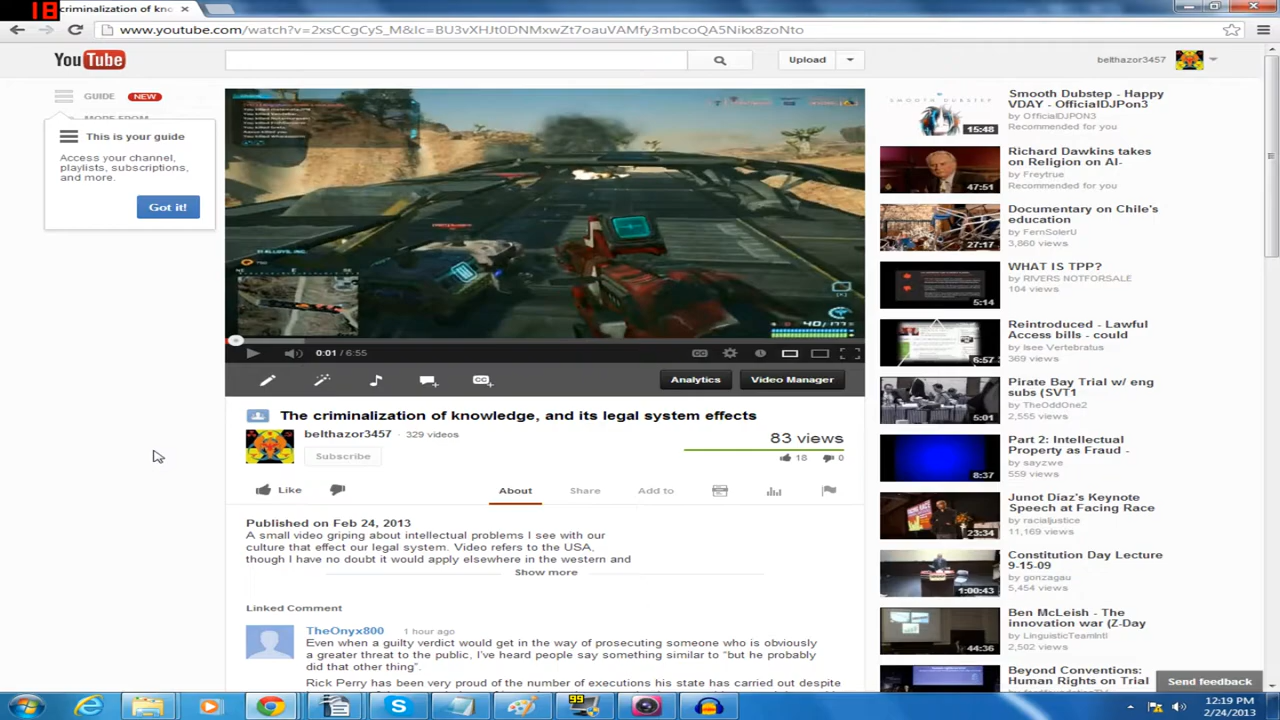 18
criminalization of kno
www.youtube.com/watch?v=2xsCCgCyS_M&lc=BU3vXHJt0DNMrqZt7oauVAMfy3mbcoQA5Nikx8zoNto
YouTube
Upload
belthazor3457
GUIDE NEW
This is your guide
Access your channel,
playlists, subscriptions,
and more.
Got it!
40
0:01 / 6:55
CC
Analytics
Video Manager
The criminalization of knowledge, and its legal system effects
belthazor3457 · 329 videos
Subscribe
83 views
18 0
Like
About
Share
Add to
Published on Feb 24, 2013
A small video going about intellectual problems I see with our
culture that effect our legal system. Video refers to the USA,
though I have no doubt it would apply elsewhere in the western and
Show more
Linked Comment
TheOnyx800 1 hour ago
Even when a guilty verdict would get in the way of prosecuting someone who is obviously
a greater threat to the public, I've heard people say something similar to "but he probably
did that other thing".
Rick Perry has been very proud of the number of executions his state has carried out despite
Smooth Dubstep - Happy
VDAY - OfficialDJPon3
by OfficialDJPON3
Recommended for you
15:48
Richard Dawkins takes
on Religion on Al-
by Freytrue
Recommended for you
47:51
Documentary on Chile's
education
by FernSolerU
3,860 views
27:17
WHAT IS TPP?
by RIVERS NOTFORSALE
104 views
5:14
Reintroduced - Lawful
Access bills - could
by Isee Vertebratus
369 views
6:57
Pirate Bay Trial w/ eng
subs (SVT1
by TheOddOne2
2,555 views
5:01
Part 2: Intellectual
Property as Fraud -
by sayzwe
559 views
8:37
Junot Díaz's Keynote
Speech at Facing Race
by racialjustice
11,169 views
23:34
Constitution Day Lecture
9-15-09
by gonzagau
5,454 views
1:00:43
Ben McLeish - The
innovation war (Z-Day
by LinguisticTeamIntl
2,502 views
44:36
Beyond Conventions:
Human Rights on Trial
Send feedback
99
12:19 PM
2/24/2013